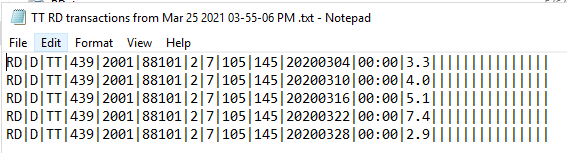 TT RD transactions from Mar 25 2021 03-55-06 PM .txt - Notepad
File Edit Format View Help
RD|D|TT|439|2001|88101|2|7|105|145|20200304|00:00|3.3|||||||||||||||
RD|D|TT|439|2001|88101|2|7|105|145|20200310|00:00|4.0|||||||||||||||
RD|D|TT|439|2001|88101|2|7|105|145|20200316|00:00|5.1|||||||||||||||
RD|D|TT|439|2001|88101|2|7|105|145|20200322|00:00|7.4|||||||||||||||
RD|D|TT|439|2001|88101|2|7|105|145|20200328|00:00|2.9|||||||||||||||